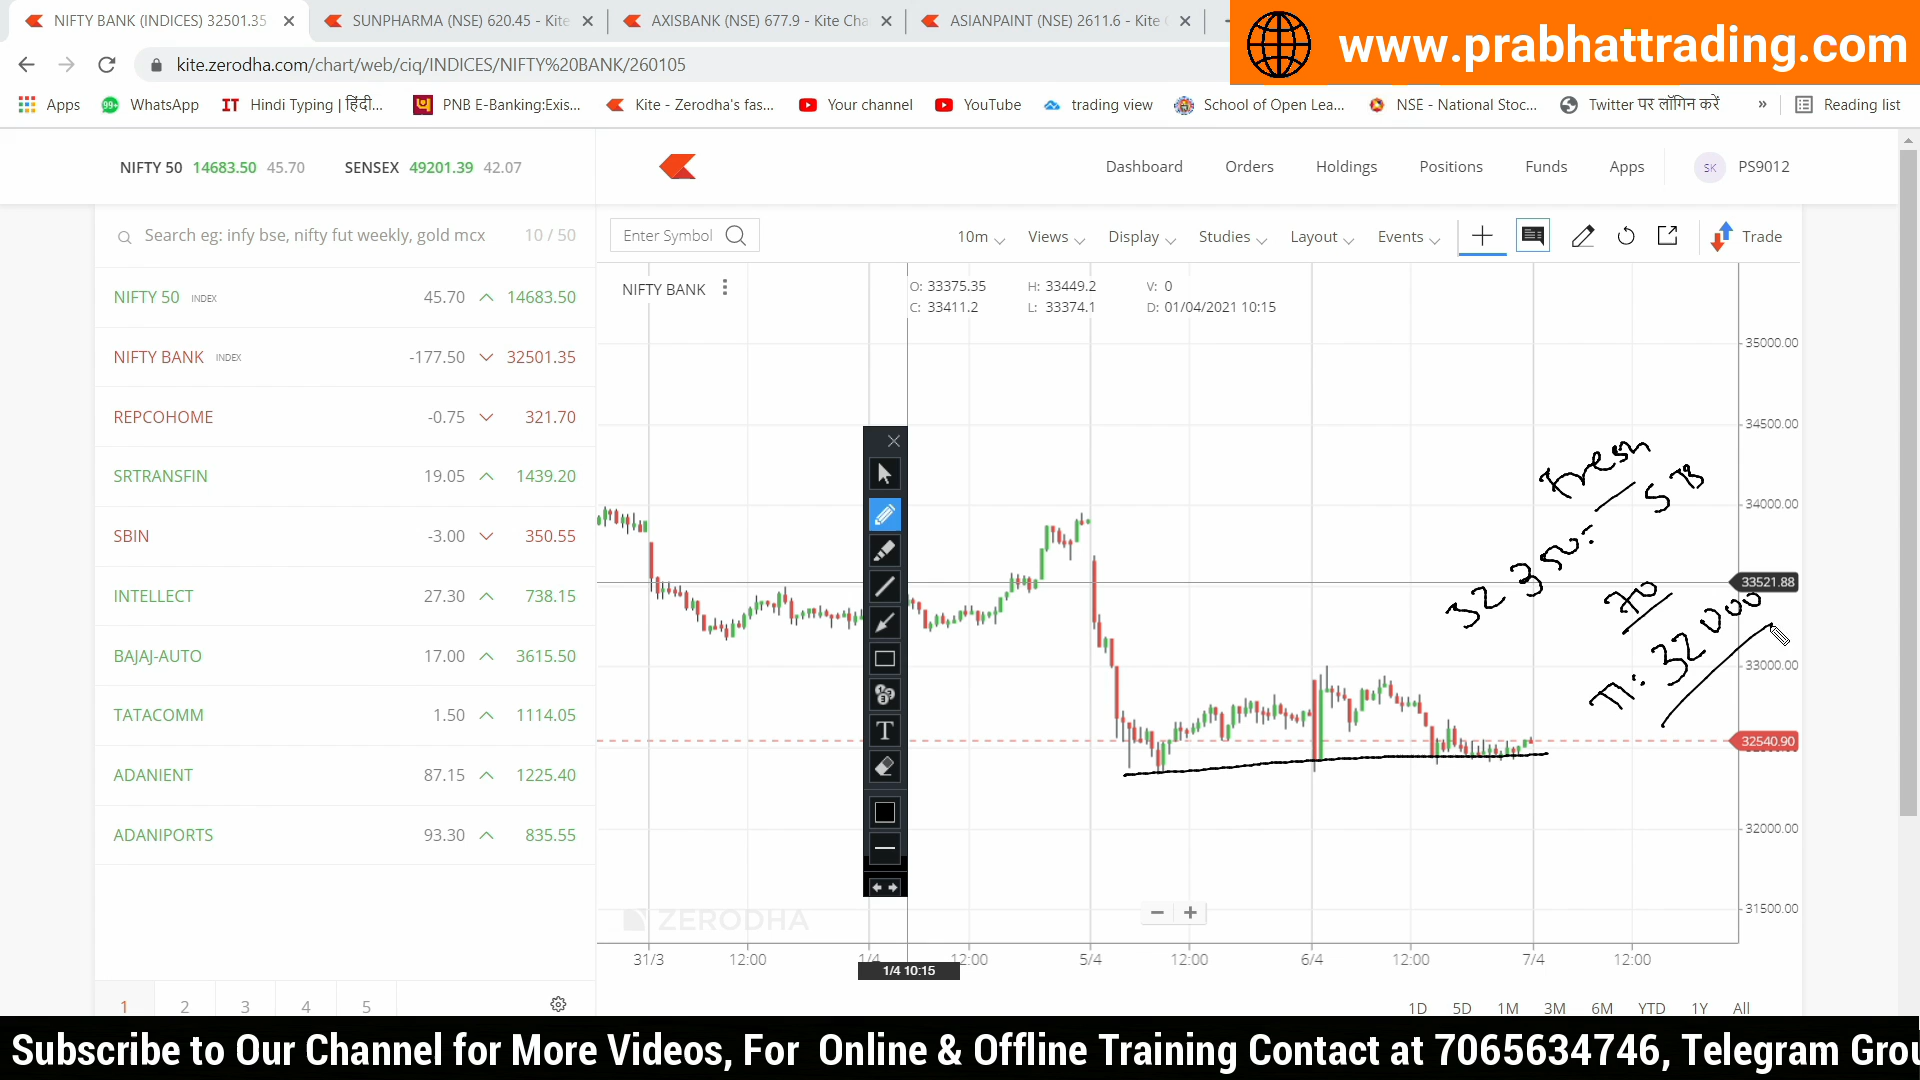 NIFTY BANK (INDICES) 32501.35
SUNPHARMA (NSE) 620.45 - Kite
AXISBANK (NSE) 677.9 - Kite Cha
ASIANPAINT (NSE) 2611.6 - Kite
www.prabhattrading.com
kite.zerodha.com/chart/web/ciq/INDICES/NIFTY%20BANK/260105
Apps
99+
WhatsApp
IT Hindi Typing | हिंदी...
PNB E-Banking:Exis...
Kite - Zerodha's fas...
Your channel
YouTube
trading view
School of Open Lea...
NSE - National Stoc...
Twitter पर लॉगिन करें
»
Reading list
NIFTY 50 14683.50 45.70
SENSEX 49201.39 42.07
Dashboard
Orders
Holdings
Positions
Funds
Apps
SK
PS9012
Search eg: infy bse, nifty fut weekly, gold mcx
10 / 50
Enter Symbol
10m
Views
Display
Studies
Layout
Events
Trade
NIFTY 50 INDEX 45.70 14683.50
NIFTY BANK INDEX -177.50 32501.35
REPCOHOME -0.75 321.70
SRTRANSFIN 19.05 1439.20
SBIN -3.00 350.55
INTELLECT 27.30 738.15
BAJAJ-AUTO 17.00 3615.50
TATACOMM 1.50 1114.05
ADANIENT 87.15 1225.40
ADANIPORTS 93.30 835.55
1 2 3 4 5
NIFTY BANK
O: 33375.35 H: 33449.2 V: 0
C: 33411.2 L: 33374.1 D: 01/04/2021 10:15
35000.00
34500.00
34000.00
33521.88
33000.00
32540.90
32000.00
31500.00
32350:
70
32000
T
ZERODHA
31/3
12:00
1/4
12:00
5/4
12:00
6/4
12:00
7/4
12:00
1/4 10:15
1D 5D 1M 3M 6M YTD 1Y All
Subscribe to Our Channel for More Videos, For Online & Offline Training Contact at 7065634746, Telegram Grou